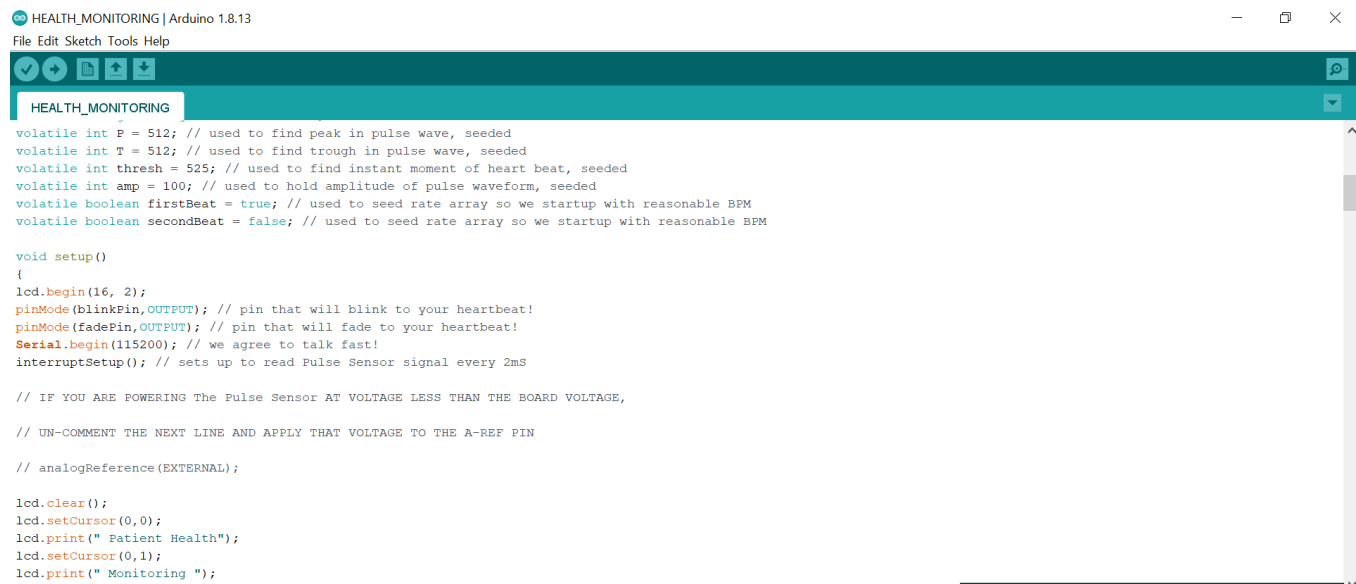 HEALTH_MONITORING | Arduino 1.8.13
File Edit Sketch Tools Help
HEALTH_MONITORING
volatile int P = 512; // used to find peak in pulse wave, seeded
volatile int T = 512; // used to find trough in pulse wave, seeded
volatile int thresh = 525; // used to find instant moment of heart beat, seeded
volatile int amp = 100; // used to hold amplitude of pulse waveform, seeded
volatile boolean firstBeat = true; // used to seed rate array so we startup with reasonable BPM
volatile boolean secondBeat = false; // used to seed rate array so we startup with reasonable BPM
void setup()
{
lcd.begin(16, 2);
pinMode(blinkPin,OUTPUT); // pin that will blink to your heartbeat!
pinMode(fadePin,OUTPUT); // pin that will fade to your heartbeat!
Serial.begin(115200); // we agree to talk fast!
interruptSetup(); // sets up to read Pulse Sensor signal every 2mS
// IF YOU ARE POWERING The Pulse Sensor AT VOLTAGE LESS THAN THE BOARD VOLTAGE,
// UN-COMMENT THE NEXT LINE AND APPLY THAT VOLTAGE TO THE A-REF PIN
// analogReference(EXTERNAL);
lcd.clear();
lcd.setCursor(0,0);
lcd.print(" Patient Health");
lcd.setCursor(0,1);
lcd.print(" Monitoring ");